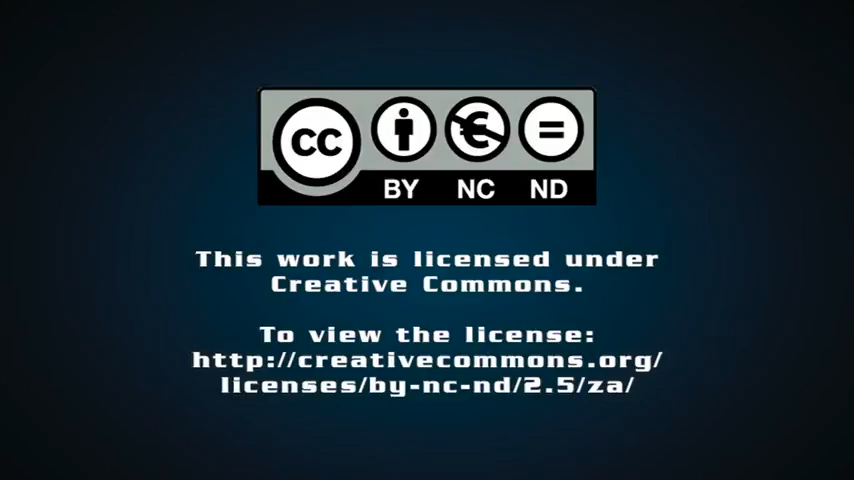 CC
BY NC ND
This work is licensed under
Creative Commons.
To view the license:
http://creativecommons.org/
licenses/by-nc-nd/2.5/za/